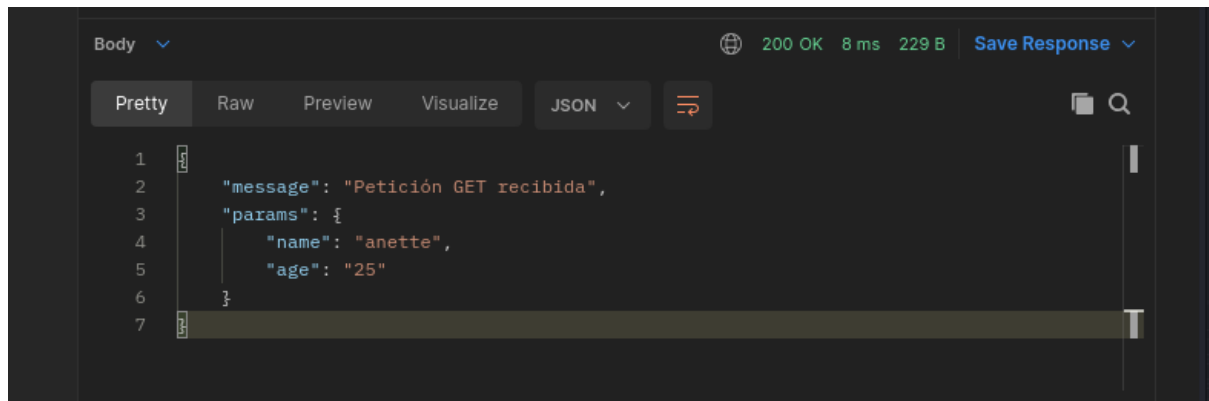 Body 200 OK 8 ms 229 B Save Response
Pretty Raw Preview Visualize JSON
1 {
2 "message": "Petición GET recibida",
3 "params": {
4 "name": "anette",
5 "age": "25"
6 }
7 }